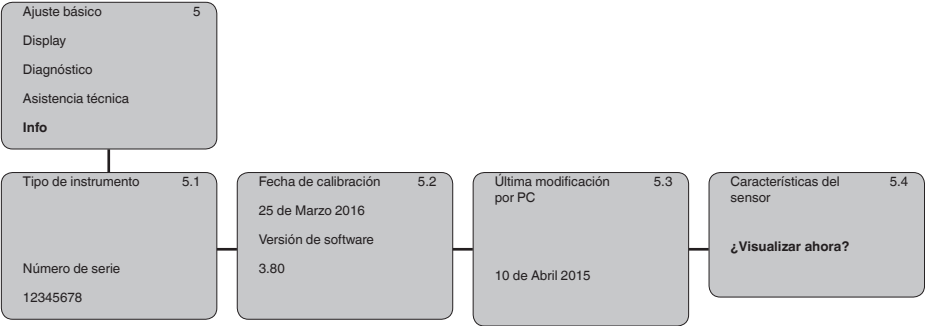 Ajuste básico 5
Display
Diagnóstico
Asistencia técnica
Info
Tipo de instrumento 5.1
Número de serie
12345678
Fecha de calibración 5.2
25 de Marzo 2016
Versión de software
3.80
Última modificación 5.3
por PC
10 de Abril 2015
Características del 5.4
sensor
¿Visualizar ahora?